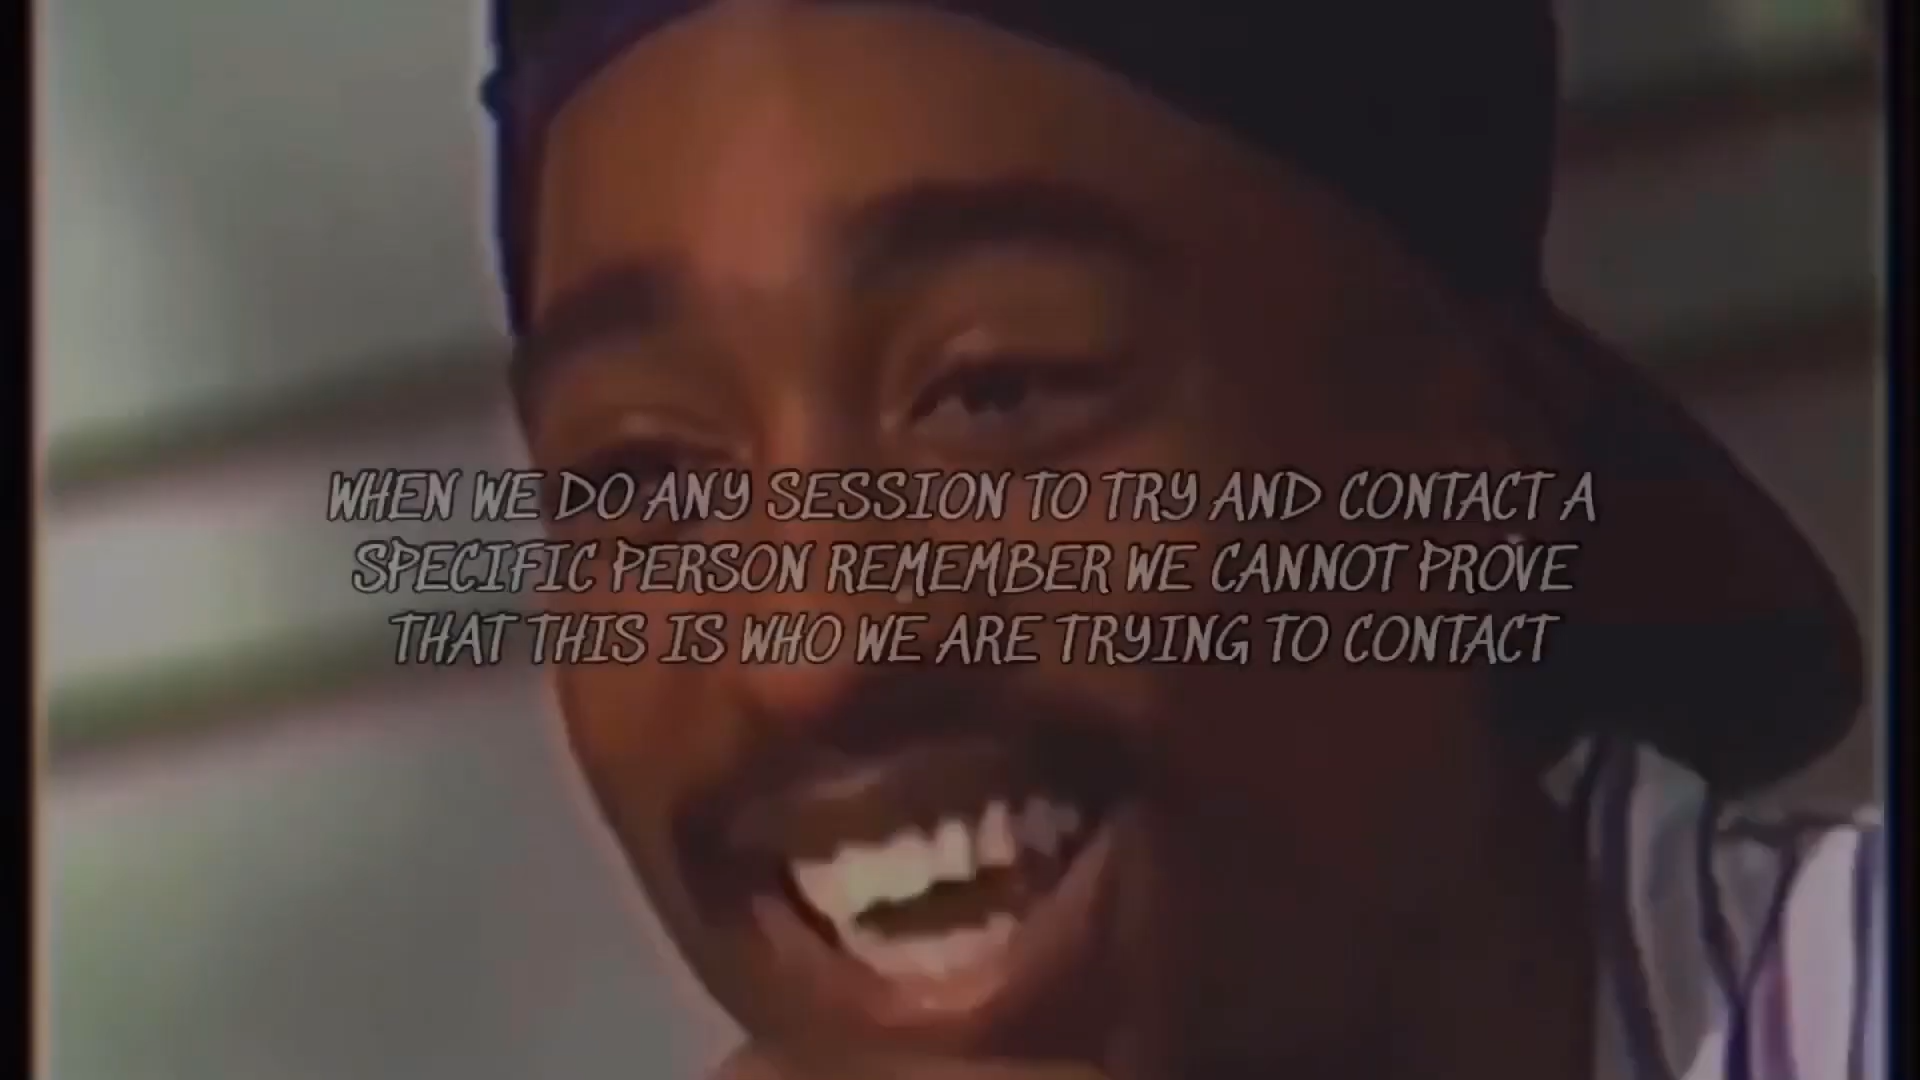 WHEN WE DO ANY SESSION TO TRY AND CONTACT A
SPECIFIC PERSON REMEMBER WE CANNOT PROVE
THAT THIS IS WHO WE ARE TRYING TO CONTACT